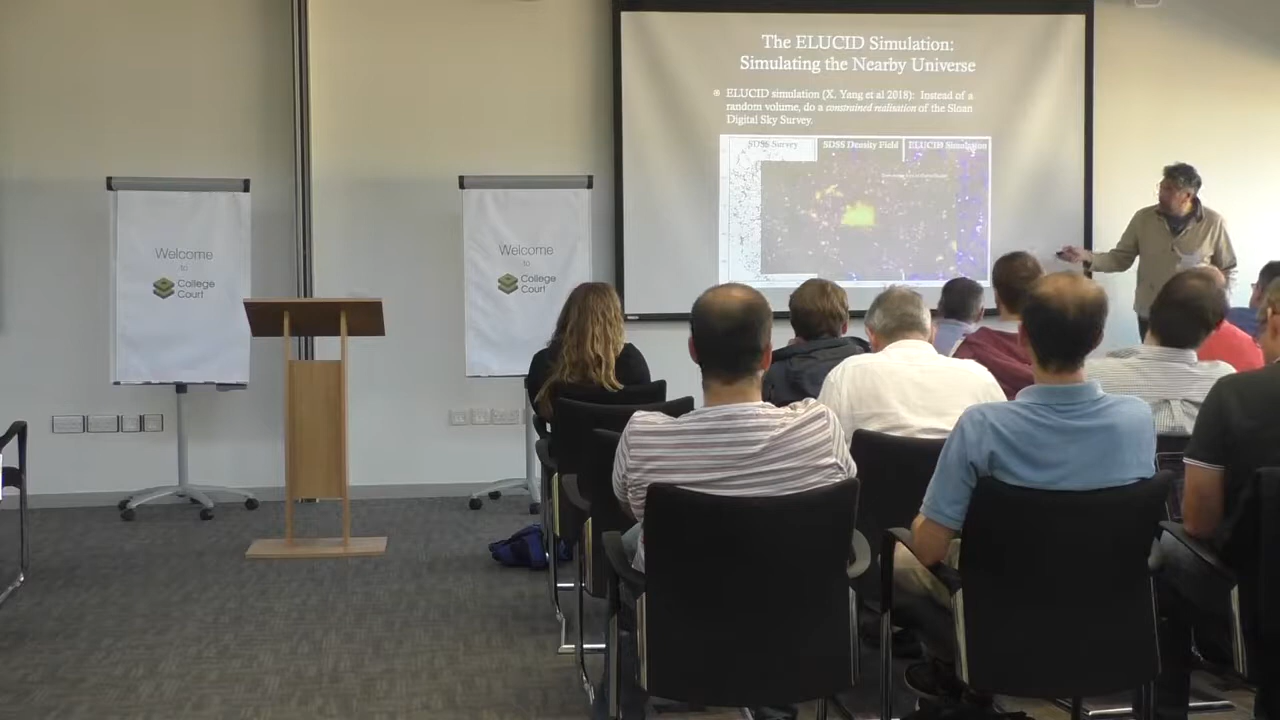 The ELUCID Simulation:
Simulating the Nearby Universe
ELUCID simulation (X. Yang et al 2018): Instead of a
random volume, do a constrained realisation of the Sloan
Digital Sky Survey.
SDSS Survey
SDSS Density Field
ELUCID Simulation
Welcome
to
College
Court
Welcome
to
College
Court